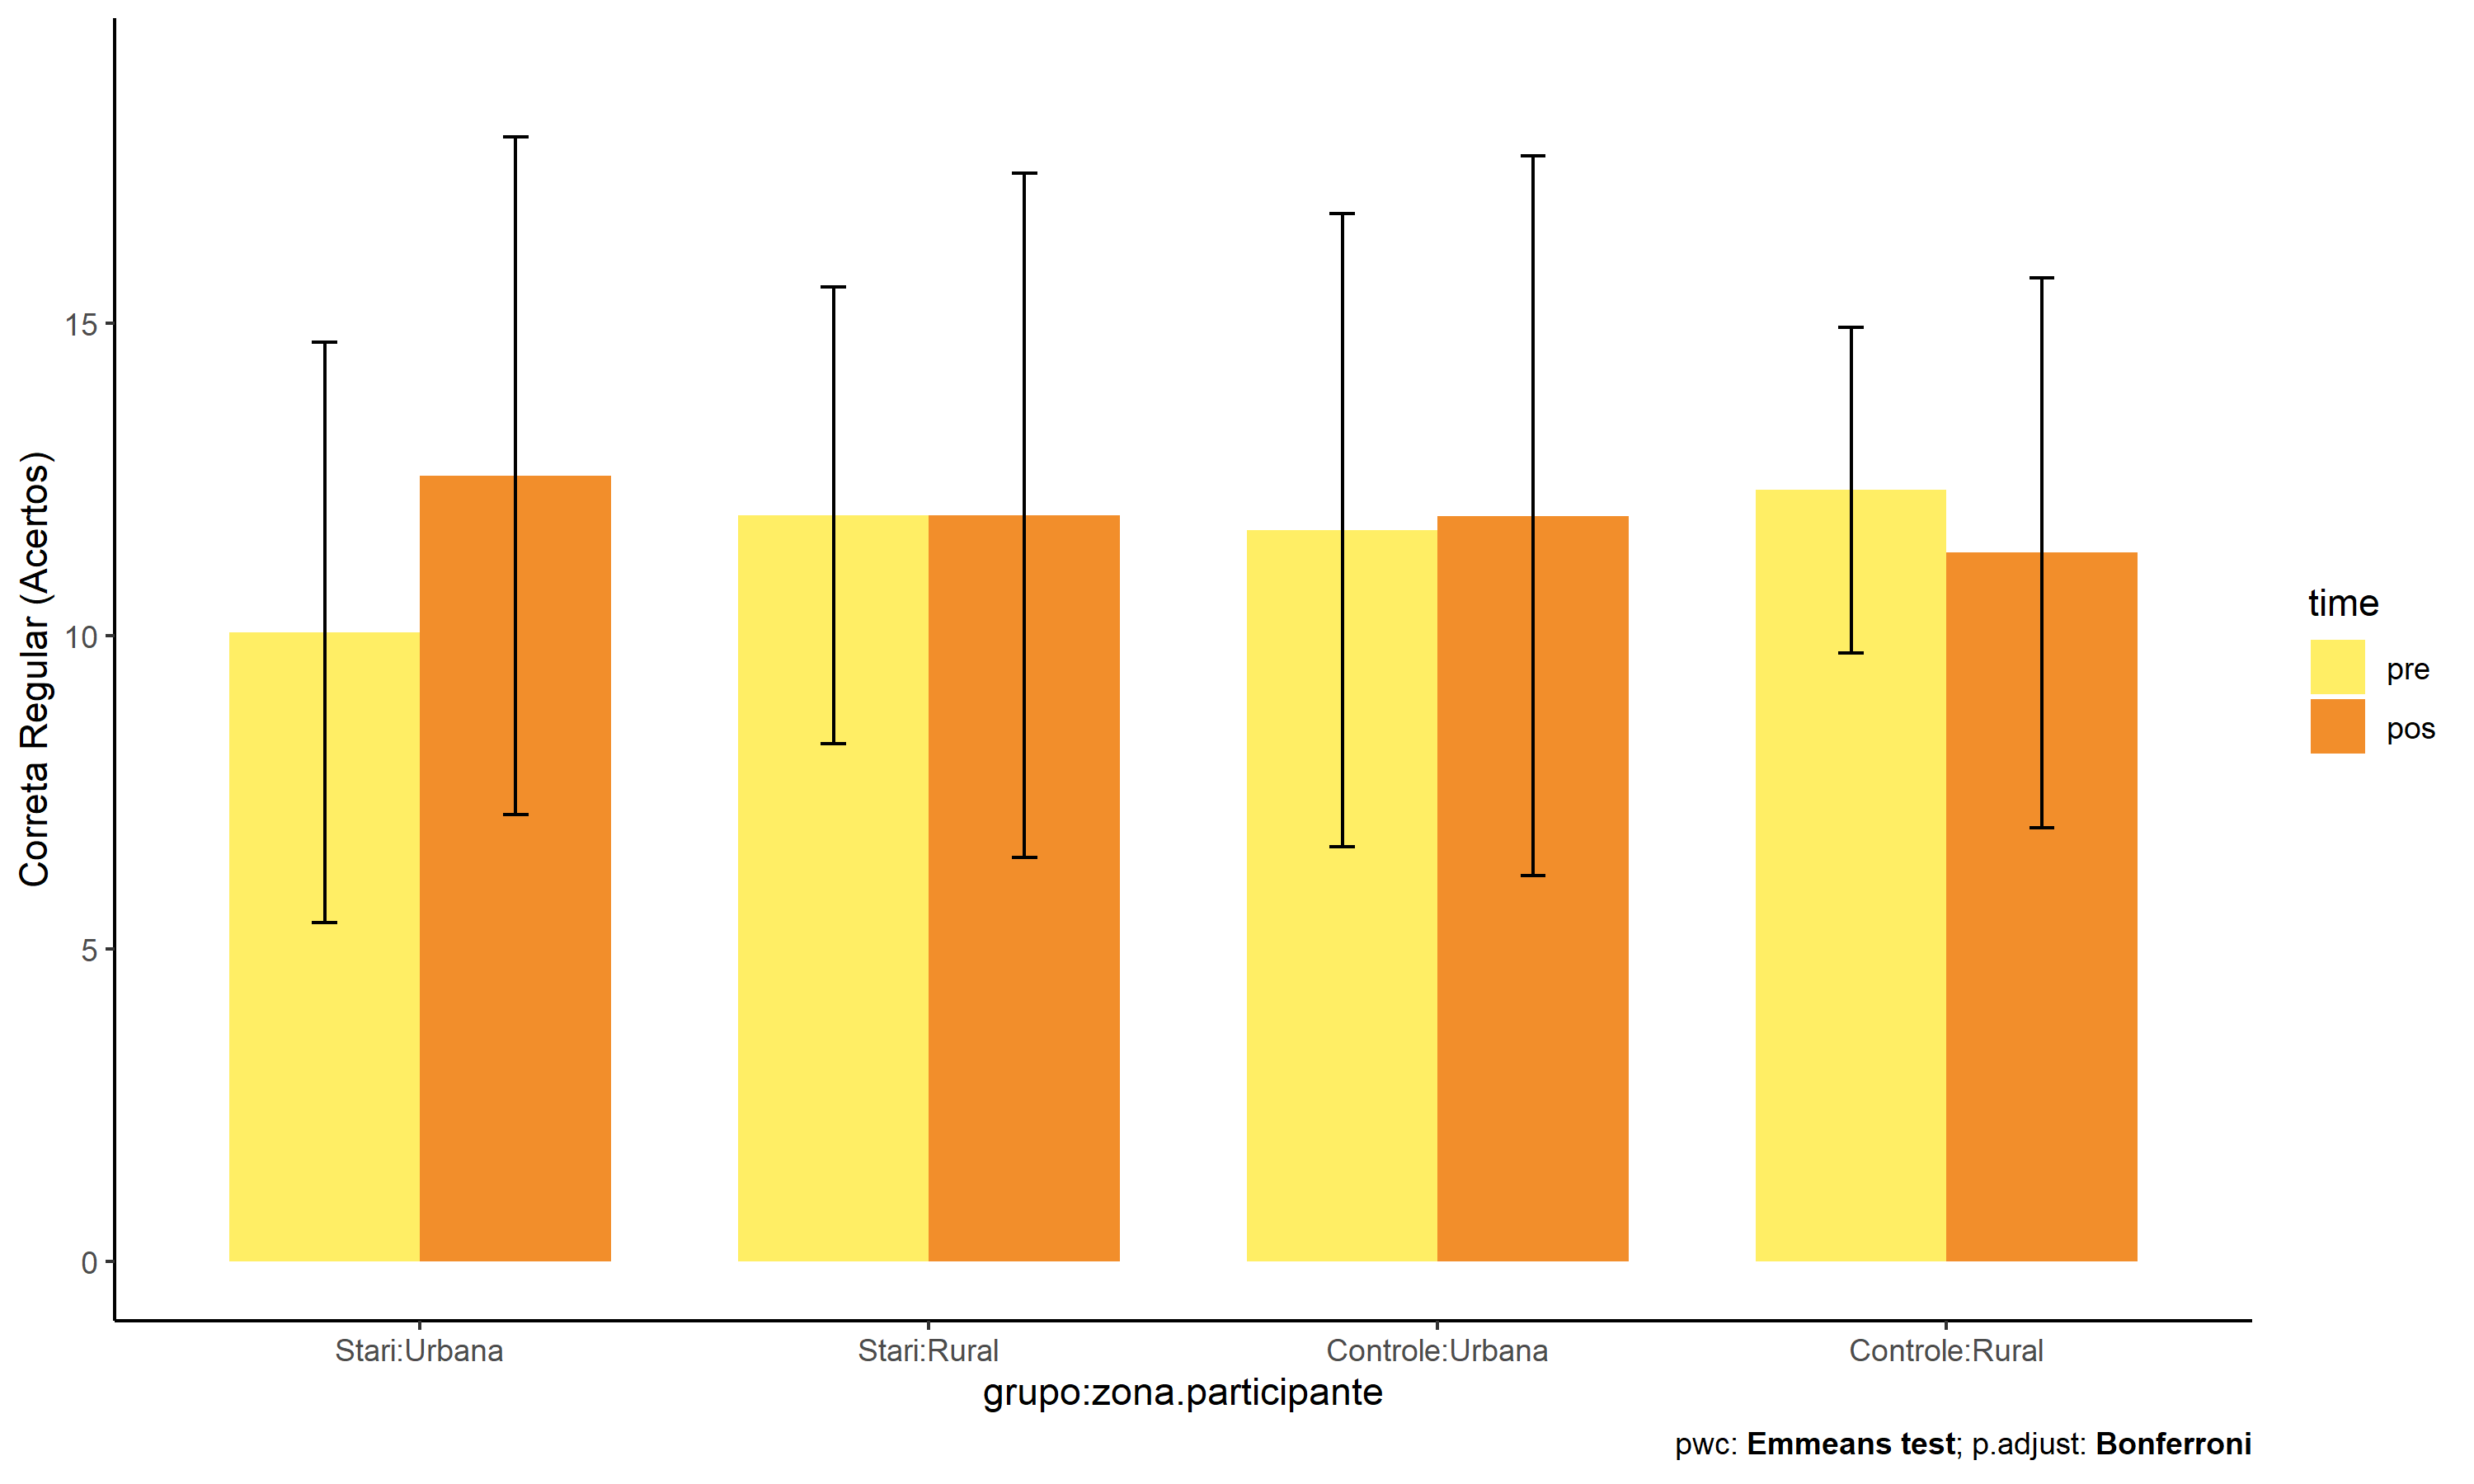 Correta Regular (Acertos)
15
10
5
0
Stari:Urbana
Stari:Rural
Controle:Urbana
Controle:Rural
grupo:zona.participante
time
pre
pos
pwc: Emmeans test; p.adjust: Bonferroni